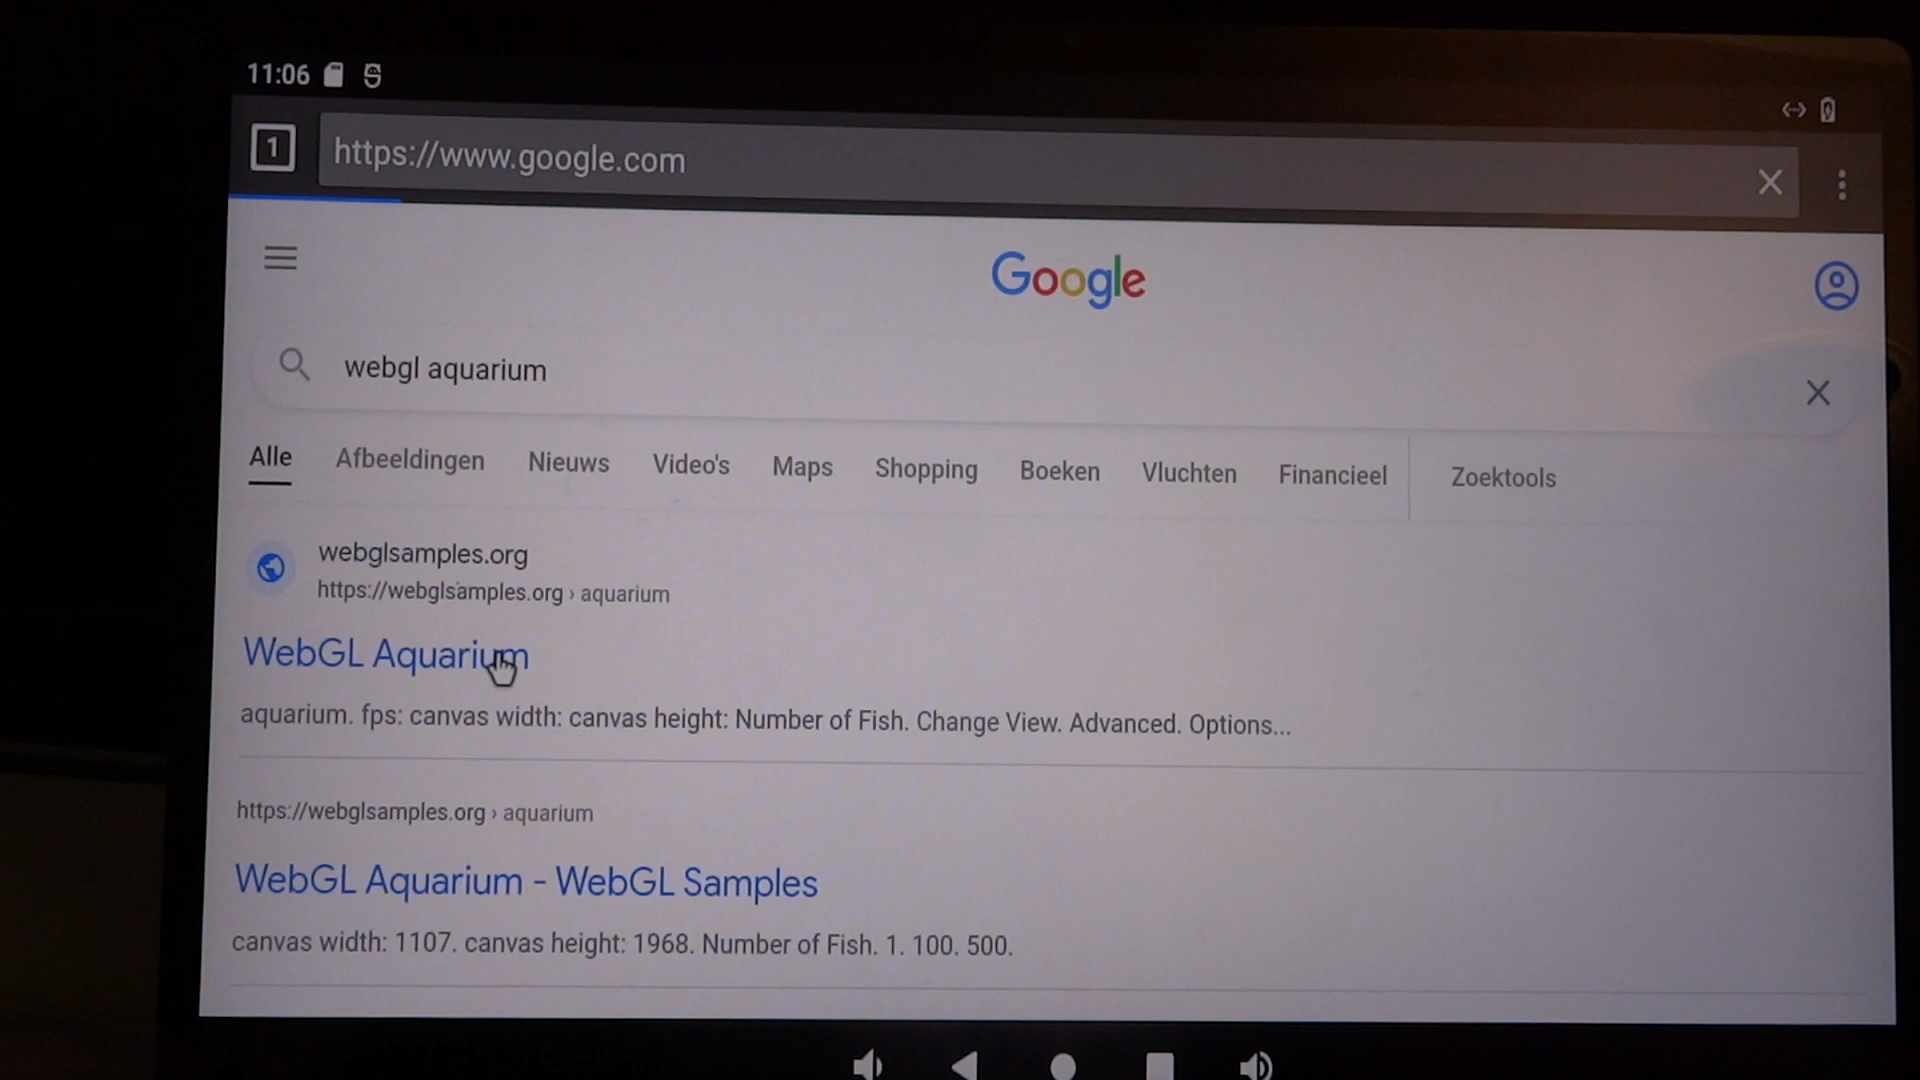 11:06
1
https://www.google.com
Google
webgl aquarium
Alle Afbeeldingen Nieuws Video's Maps Shopping Boeken Vluchten Financieel Zoektools
webglsamples.org
https://webglsamples.org › aquarium
WebGL Aquarium
aquarium. fps: canvas width: canvas height: Number of Fish. Change View. Advanced. Options...
https://webglsamples.org › aquarium
WebGL Aquarium - WebGL Samples
canvas width: 1107. canvas height: 1968. Number of Fish. 1. 100. 500.